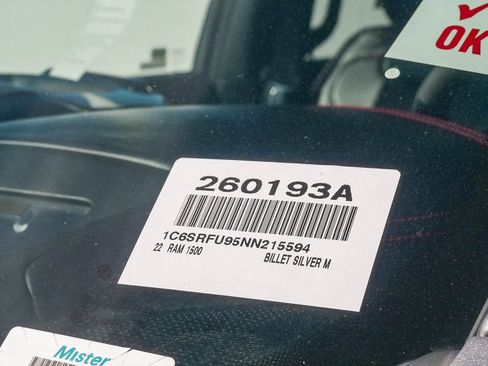 OK
260193A
1C6SRFU95NN215594
22 RAM 1500 BILLET SILVER M
Mister